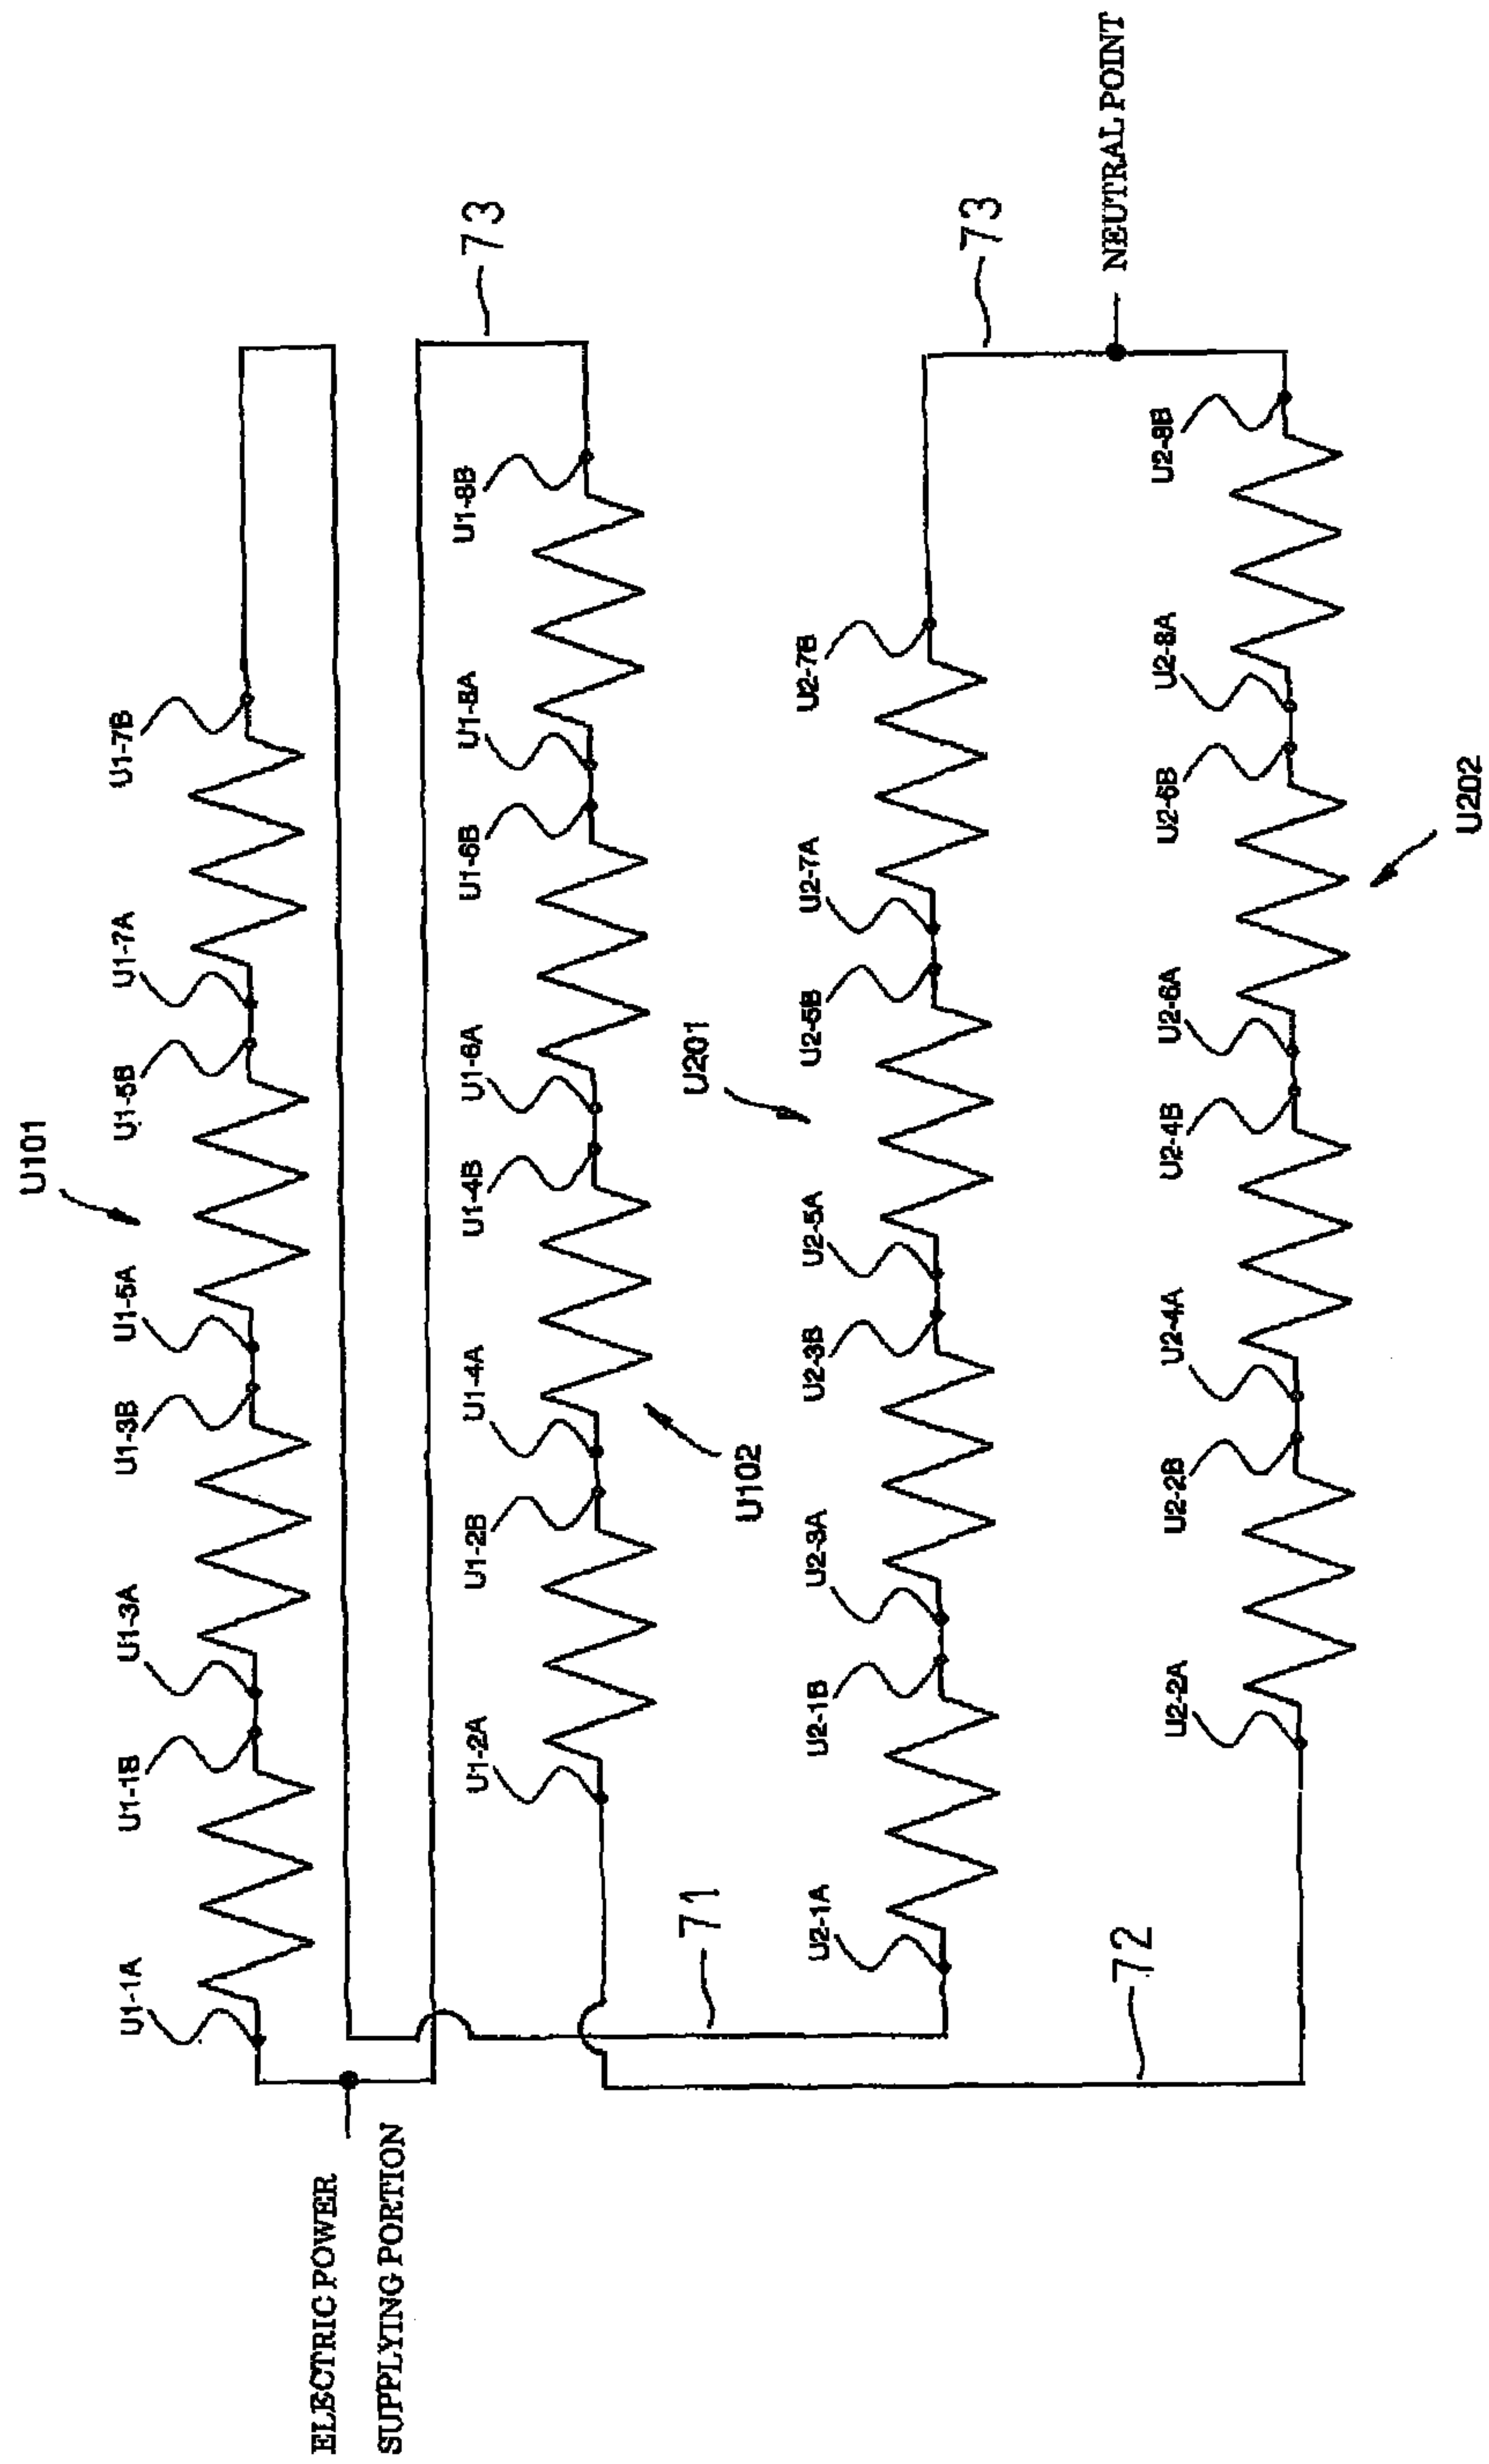 U101
U1-1A
U1-1B
U1-3A
U1-3B
U1-5A
U1-5B
U1-7A
U1-7B
ELECTRIC POWER
SUPPLYING PORTION
73
U1-2A
U1-2B
U1-4A
U1-4B
U1-6A
U1-6B
U1-8A
U1-8B
U102
71
U201
U2-1A
U2-1B
U2-3A
U2-3B
U2-5A
U2-5B
U2-7A
U2-7B
73
NEUTRAL POINT
72
U2-2A
U2-2B
U2-4A
U2-4B
U2-6A
U2-6B
U2-8A
U2-8B
U202